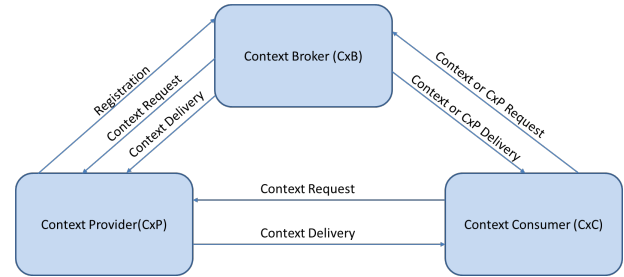 Context Broker (CxB)
Registration
Context Request
Context Delivery
Context or CxP Request
Context or CxP Delivery
Context Provider(CxP)
Context Request
Context Delivery
Context Consumer (CxC)